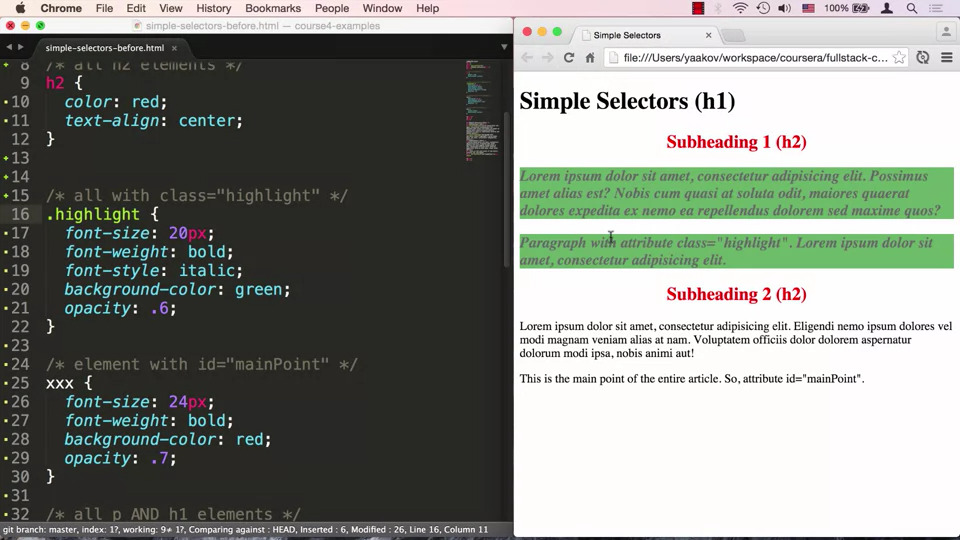 Chrome File Edit View History Bookmarks People Window Help 100%
simple-selectors-before.html — course4-examples
simple-selectors-before.html
8 /* all h2 elements */
9 h2 {
10 color: red;
11 text-align: center;
12 }
13
14
15 /* all with class="highlight" */
16 .highlight {
17 font-size: 20px;
18 font-weight: bold;
19 font-style: italic;
20 background-color: green;
21 opacity: .6;
22 }
23
24 /* element with id="mainPoint" */
25 xxx {
26 font-size: 24px;
27 font-weight: bold;
28 background-color: red;
29 opacity: .7;
30 }
31
32 /* all p AND h1 elements
git branch: master, index: 1?, working: 9≠ 1?, Comparing against : HEAD, Inserted : 6, Modified : 26, Line 16, Column 11
Simple Selectors
file:///Users/yaakov/workspace/coursera/fullstack-c...
Simple Selectors (h1)
Subheading 1 (h2)
Lorem ipsum dolor sit amet, consectetur adipisicing elit. Possimus
amet alias est? Nobis cum quasi at soluta odit, maiores quaerat
dolores expedita ex nemo ea repellendus dolorem sed maxime quos?
Paragraph with attribute class="highlight". Lorem ipsum dolor sit
amet, consectetur adipisicing elit.
Subheading 2 (h2)
Lorem ipsum dolor sit amet, consectetur adipisicing elit. Eligendi nemo ipsum dolores vel
modi magnam veniam alias at nam. Voluptatem officiis dolor dolorem aspernatur
dolorum modi ipsa, nobis animi aut!
This is the main point of the entire article. So, attribute id="mainPoint".